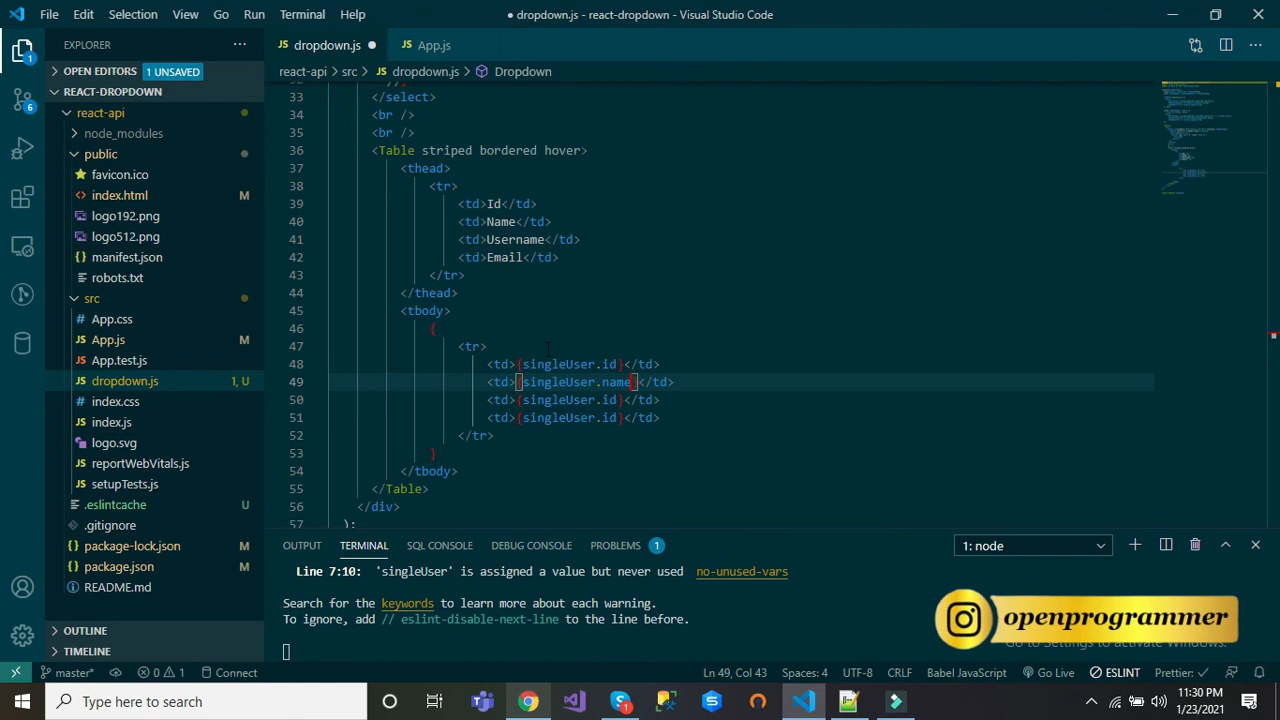 File Edit Selection View Go Run Terminal Help
● dropdown.js - react-dropdown - Visual Studio Code
EXPLORER
dropdown.js
App.js
OPEN EDITORS 1 UNSAVED
react-api > src > JS dropdown.js > Dropdown
REACT-DROPDOWN
react-api
node_modules
public
favicon.ico
index.html M
logo192.png
logo512.png
manifest.json
robots.txt
src
App.css
App.js M
App.test.js
dropdown.js 1, U
index.css
index.js
logo.svg
reportWebVitals.js
setupTests.js
.eslintcache U
.gitignore
package-lock.json M
package.json M
README.md
OUTLINE
TIMELINE
33 </select>
34 <br />
35 <br />
36 <Table striped bordered hover>
37 <thead>
38 <tr>
39 <td>Id</td>
40 <td>Name</td>
41 <td>Username</td>
42 <td>Email</td>
43 </tr>
44 </thead>
45 <tbody>
46 {
47 <tr>
48 <td>{singleUser.id}</td>
49 <td>{singleUser.name}</td>
50 <td>{singleUser.id}</td>
51 <td>{singleUser.id}</td>
52 </tr>
53 }
54 </tbody>
55 </Table>
56 </div>
57 );
OUTPUT TERMINAL SQL CONSOLE DEBUG CONSOLE PROBLEMS 1
1: node
Line 7:10: 'singleUser' is assigned a value but never used no-unused-vars
Search for the keywords to learn more about each warning.
To ignore, add // eslint-disable-next-line to the line before.
openprogrammer
Go to Settings to activate Windows.
master* 0 1 Connect
Ln 49, Col 43 Spaces: 4 UTF-8 CRLF Babel JavaScript Go Live ESLINT Prettier: ✓
Type here to search
11:30 PM
1/23/2021